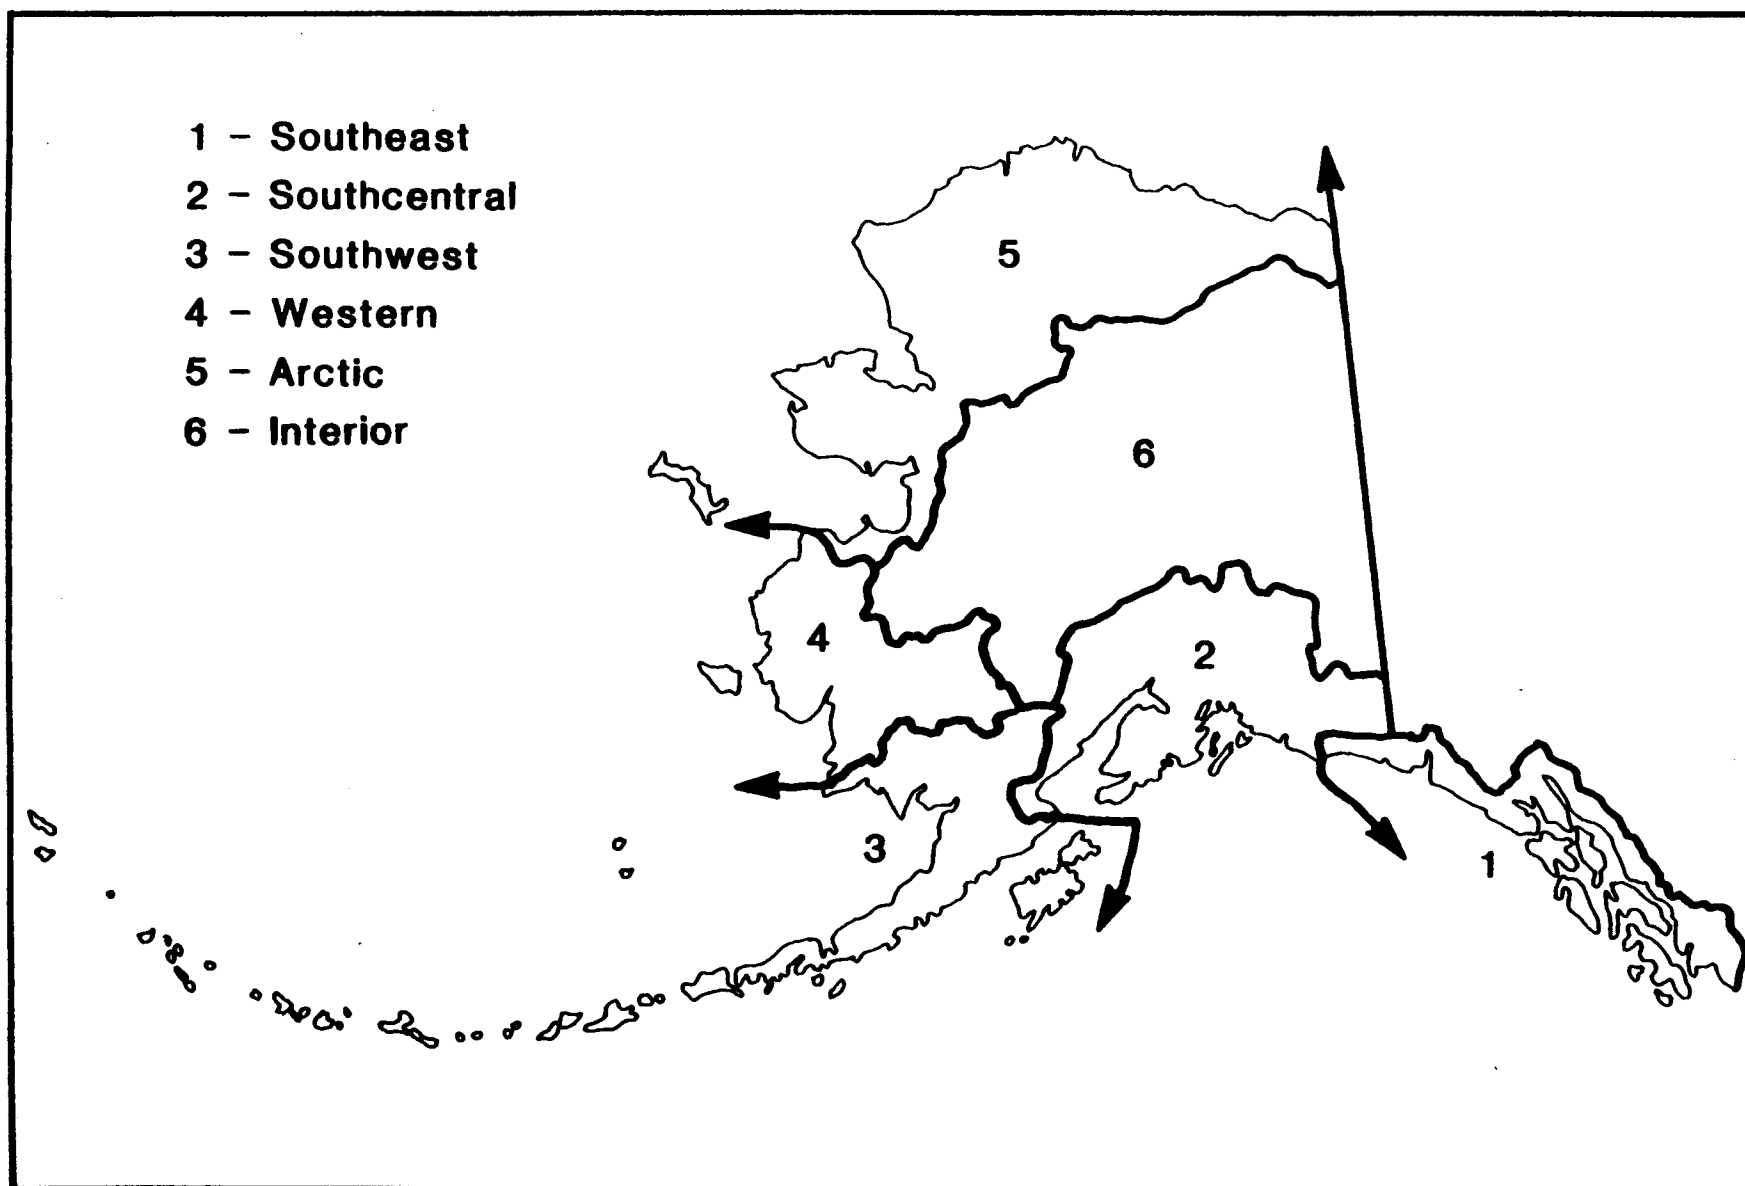 1 – Southeast
2 – Southcentral
3 – Southwest
4 – Western
5 – Arctic
6 – Interior
5
6
4
2
3
1